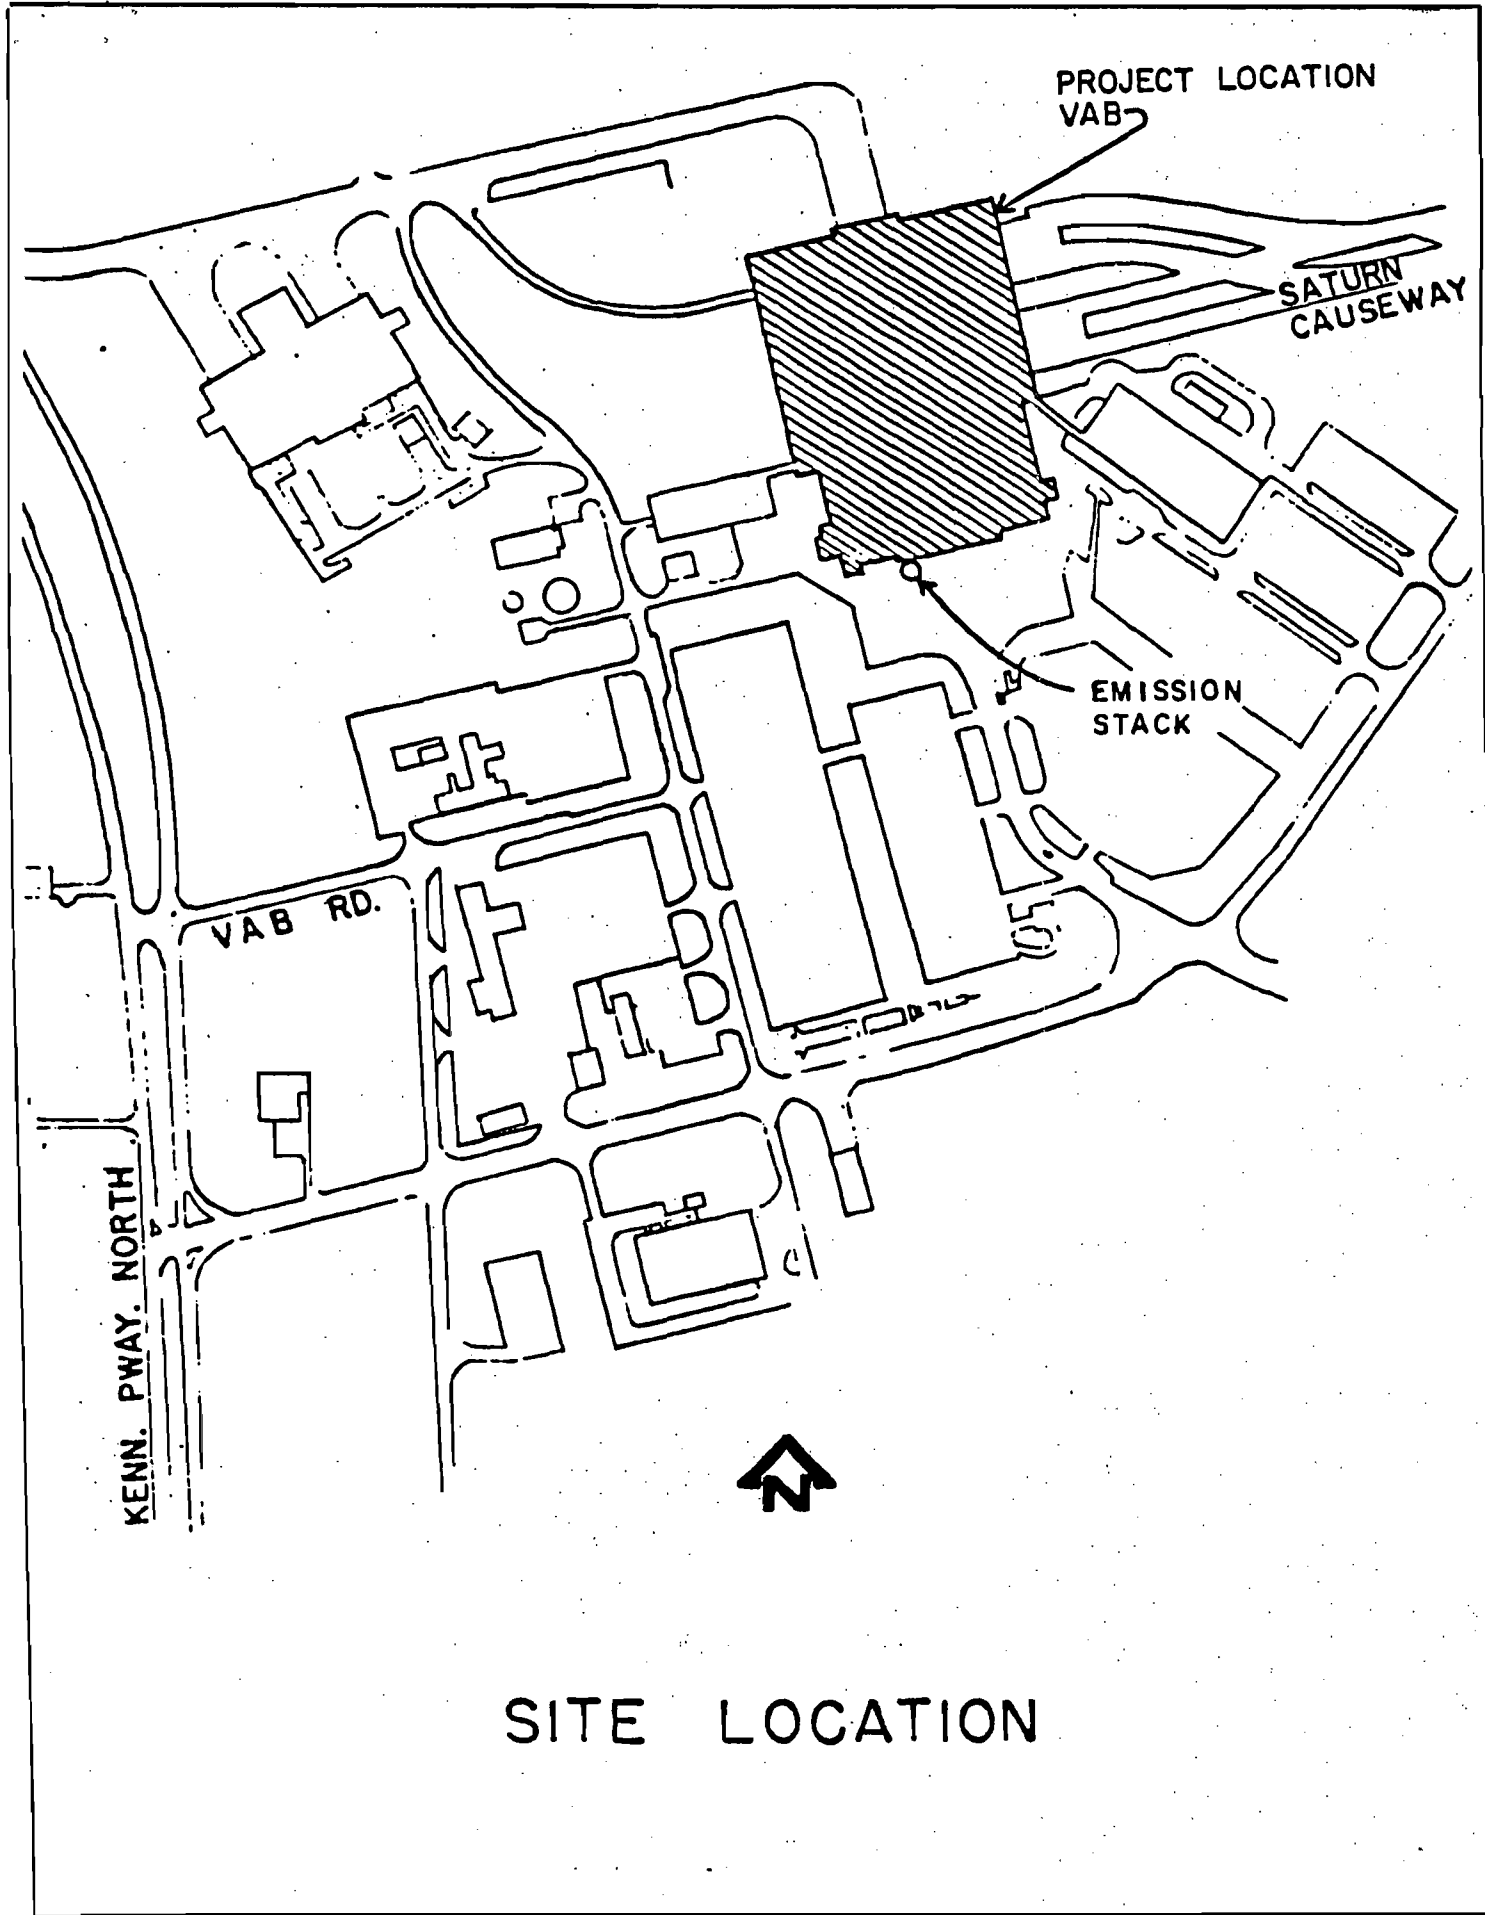 PROJECT LOCATION
VAB
SATURN
CAUSEWAY
EMISSION
STACK
VAB RD.
KENN. PWAY. NORTH
N
SITE LOCATION